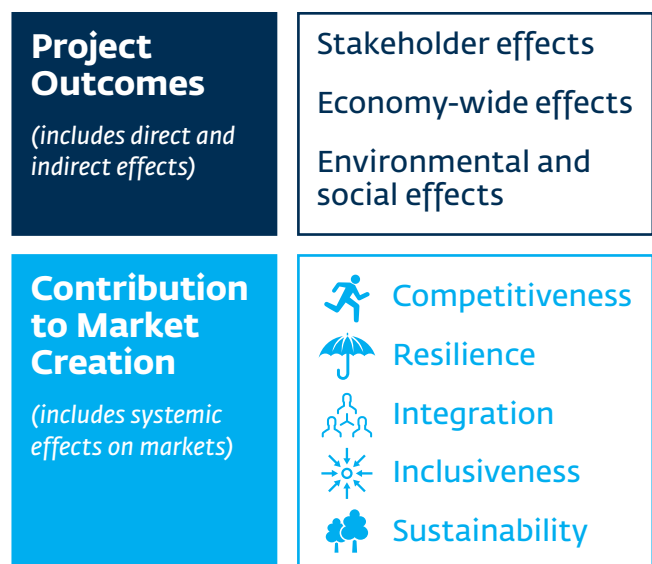 Project
Outcomes
(includes direct and
indirect effects)
Stakeholder effects
Economy-wide effects
Environmental and
social effects
Contribution
to Market
Creation
(includes systemic
effects on markets)
Competitiveness
Resilience
Integration
Inclusiveness
Sustainability